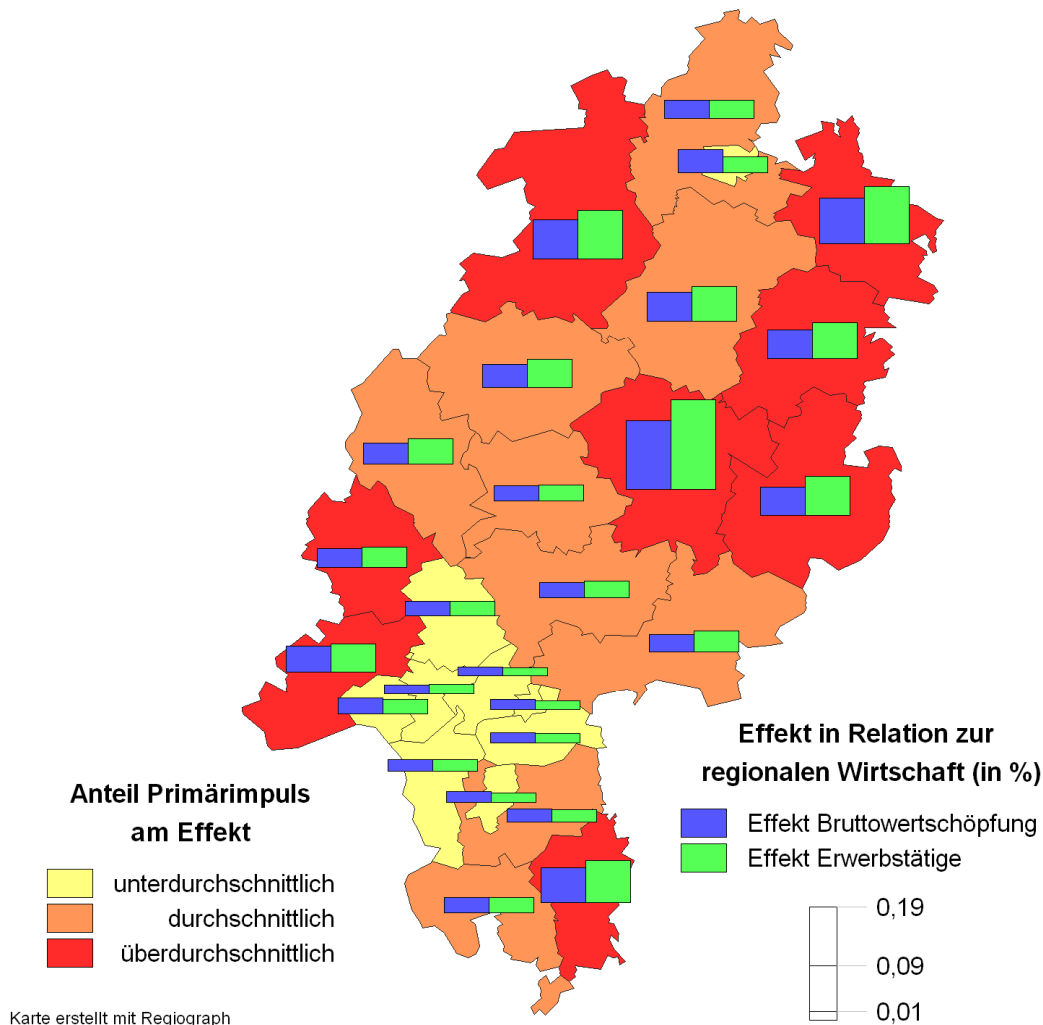 Anteil Primärimpuls
am Effekt
unterdurchschnittlich
durchschnittlich
überdurchschnittlich
Karte erstellt mit Regiograph
Effekt in Relation zur
regionalen Wirtschaft (in %)
Effekt Bruttowertschöpfung
Effekt Erwerbstätige
0,19
0,09
0,01